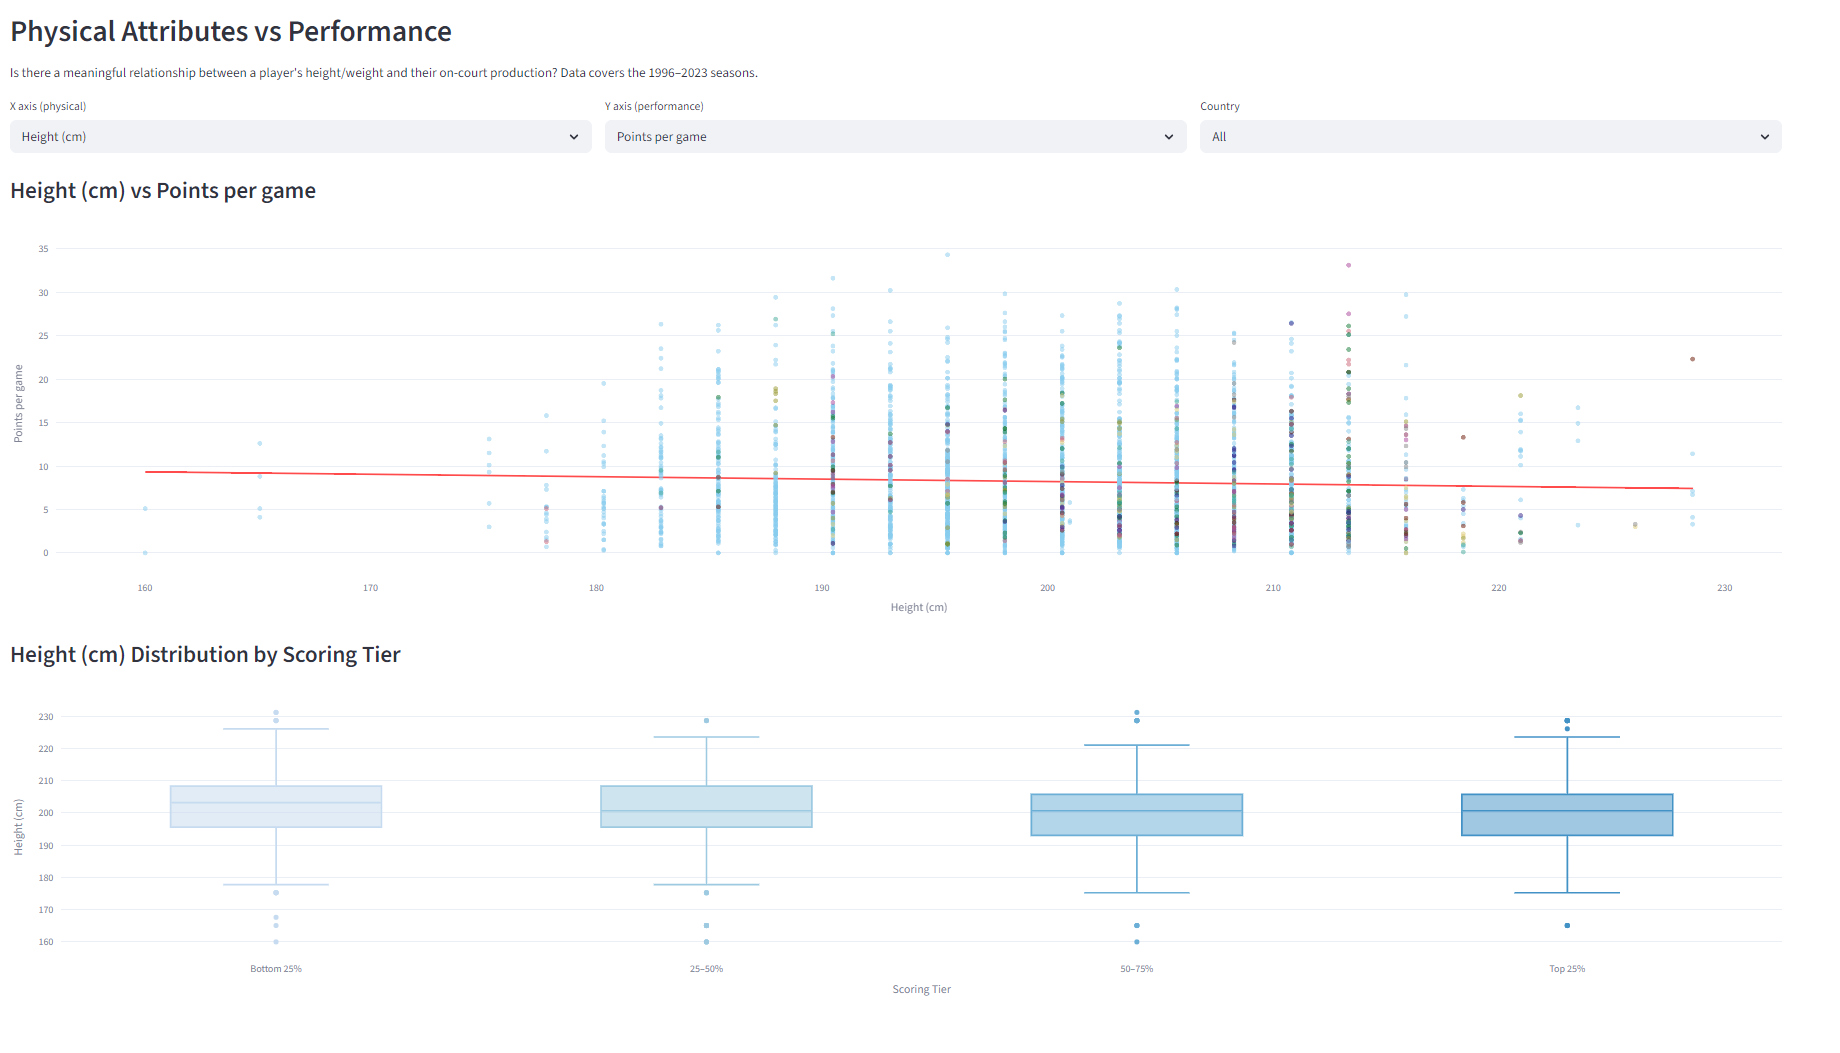 Physical Attributes vs Performance
Is there a meaningful relationship between a player's height/weight and their on-court production? Data covers the 1996–2023 seasons.
X axis (physical)
Y axis (performance)
Country
Height (cm)
Points per game
All
Height (cm) vs Points per game
35
30
25
20
15
10
5
0
Points per game
160
170
180
190
200
210
220
230
Height (cm)
Height (cm) Distribution by Scoring Tier
230
220
210
200
190
180
170
160
Height (cm)
Bottom 25%
25–50%
50–75%
Top 25%
Scoring Tier